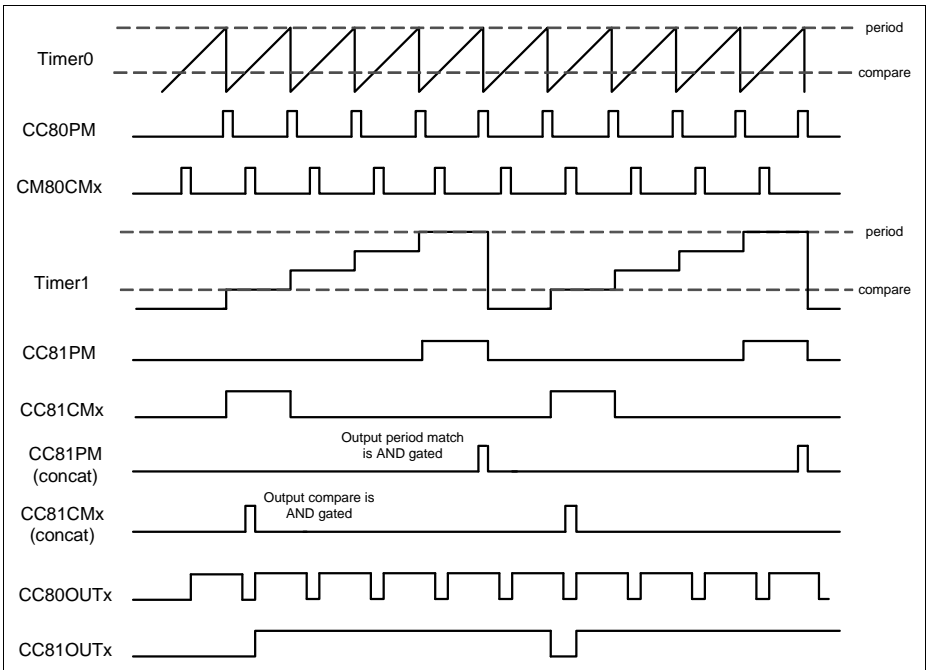 period
Timer0
compare
CC80PM
CM80CMx
period
Timer1
compare
CC81PM
CC81CMx
Output period match
is AND gated
CC81PM
(concat)
Output compare is
AND gated
CC81CMx
(concat)
CC80OUTx
CC81OUTx